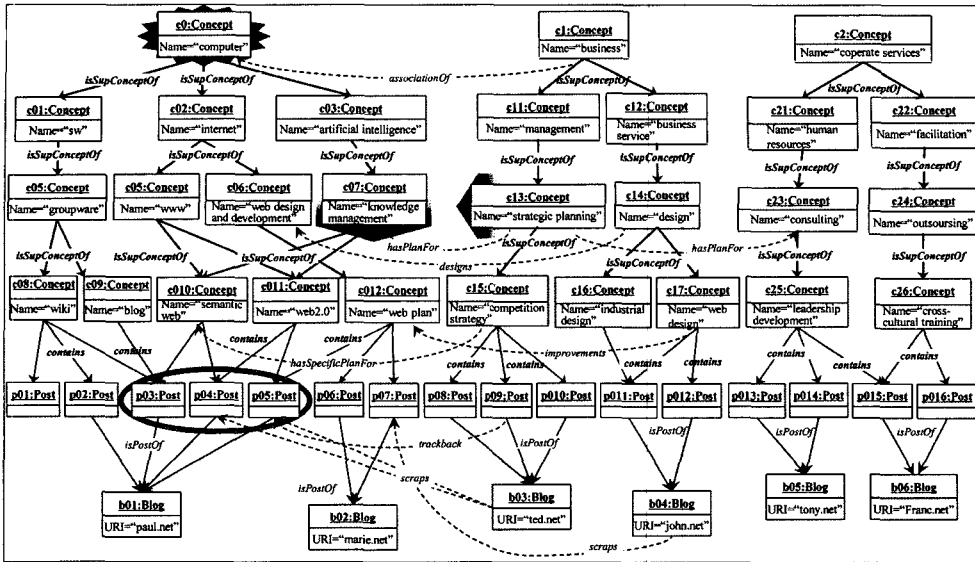 c0:Concept
Name="computer"
c1:Concept
Name="business"
c2:Concept
Name="coperate services"
associationOf
isSupConceptOf
isSupConceptOf
isSupConceptOf
isSupConceptOf
isSupConceptOf
c01:Concept
Name="sw"
c02:Concept
Name="internet"
c03:Concept
Name="artificial intelligence"
c11:Concept
Name="management"
c12:Concept
Name="business
service"
c21:Concept
Name="human
resources"
c22:Concept
Name="facilitation"
isSupConceptOf
isSupConceptOf
isSupConceptOf
isSupConceptOf
isSupConceptOf
isSupConceptOf
isSupConceptOf
c05:Concept
Name="groupware"
c05:Concept
Name="www"
c06:Concept
Name="web design
and development"
c07:Concept
Name="knowledge
management"
c13:Concept
Name="strategic planning"
c14:Concept
Name="design"
c23:Concept
Name="consulting"
c24:Concept
Name="outsoursing"
hasPlanFor
hasPlanFor
designs
isSupConceptOf
isSupConceptOf
isSupConceptOf
isSupConceptOf
isSupConceptOf
isSupConceptOf
isSupConceptOf
c08:Concept
Name="wiki"
c09:Concept
Name="blog"
c010:Concept
Name="semantic
web"
c011:Concept
Name="web2.0"
c012:Concept
Name="web plan"
c15:Concept
Name="competition
strategy"
c16:Concept
Name="industrial
design"
c17:Concept
Name="web
design"
c25:Concept
Name="leadership
development"
c26:Concept
Name="cross-
cultural training"
hasSpecificPlanFor
improvements
contains
contains
contains
contains
contains
contains
contains
contains
contains
contains
contains
contains
p01:Post
p02:Post
p03:Post
p04:Post
p05:Post
p06:Post
p07:Post
p08:Post
p09:Post
p010:Post
p011:Post
p012:Post
p013:Post
p014:Post
p015:Post
p016:Post
isPostOf
trackback
isPostOf
isPostOf
isPostOf
isPostOf
scraps
isPostOf
b01:Blog
URI="paul.net"
b02:Blog
URI="marie.net"
b03:Blog
URI="ted.net"
b04:Blog
URI="john.net"
b05:Blog
URI="tony.net"
b06:Blog
URI="Franc.net"
scraps